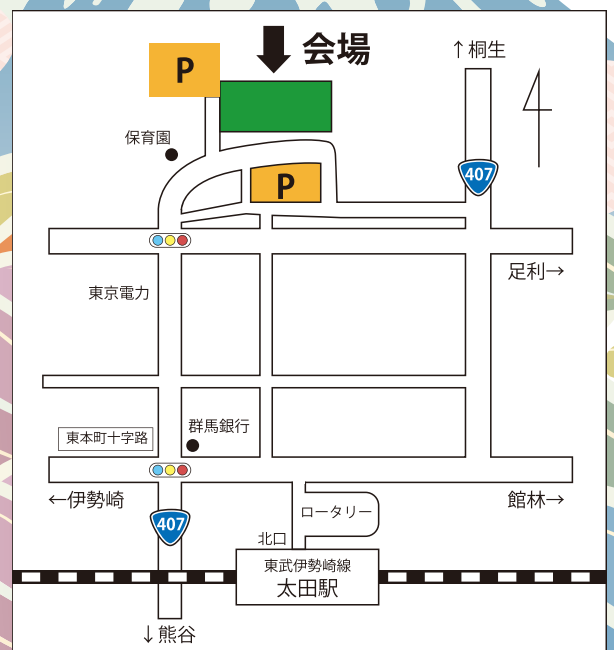 会場
P
↑桐生
保育園
P
407
足利→
東京電力
群馬銀行
東本町十字路
←伊勢崎
館林→
ロータリー
407
北口
東武伊勢崎線
太田駅
↓熊谷